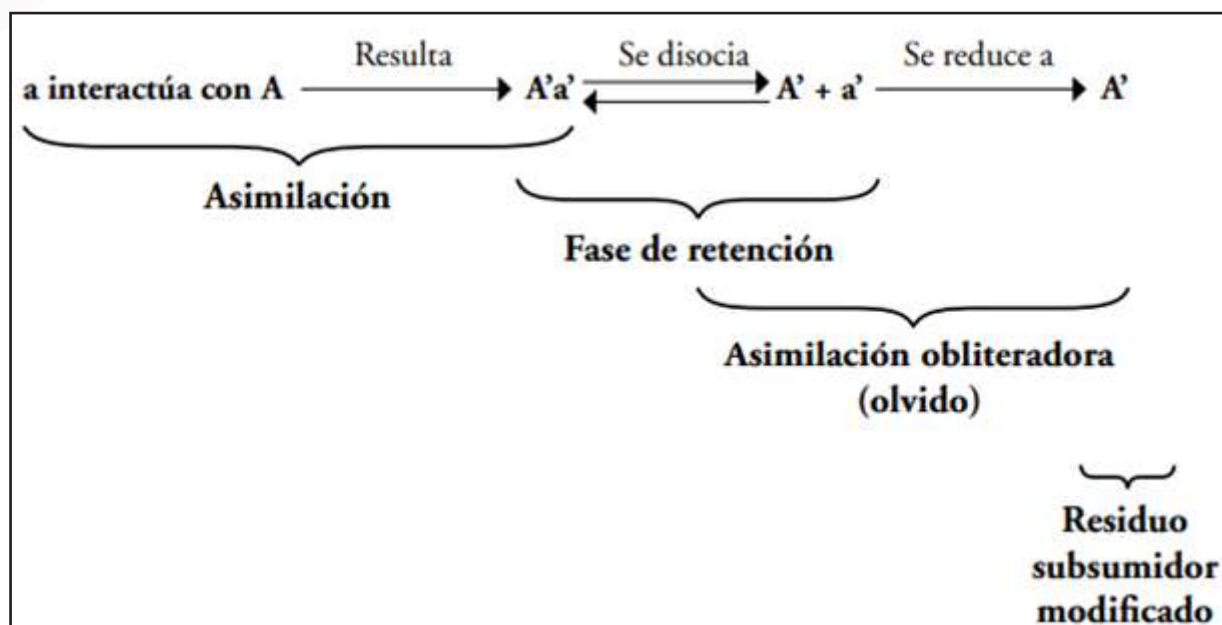 Resulta Se disocia Se reduce a
a interactúa con A A’a’ A’ + a’ A’
Asimilación
Fase de retención
Asimilación obliteradora
(olvido)
Residuo
subsumidor
modificado